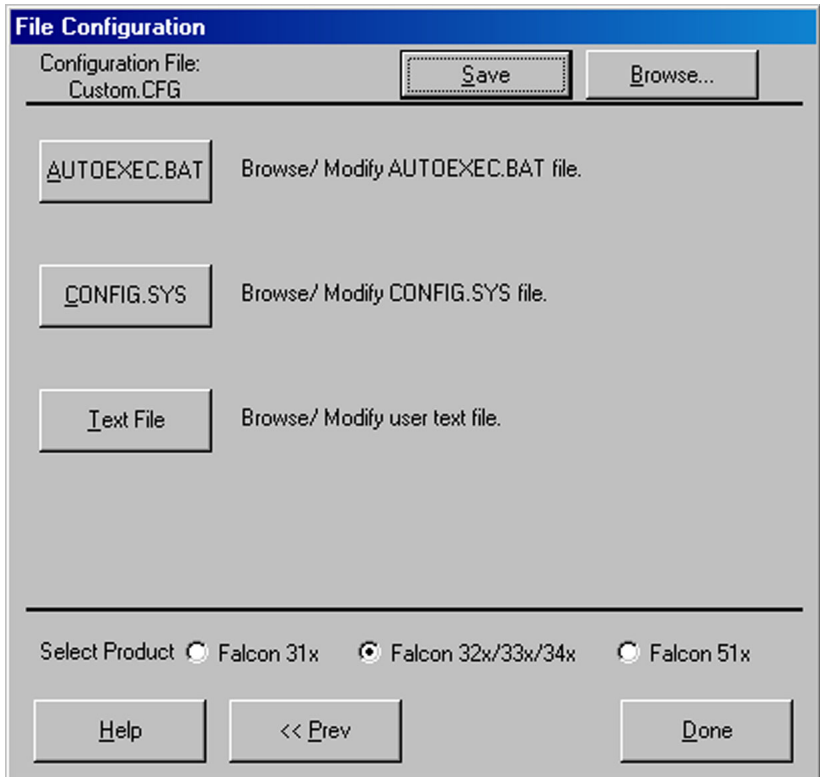 File Configuration
Configuration File:
Custom.CFG
Save
Browse...
AUTOEXEC.BAT
Browse/ Modify AUTOEXEC.BAT file.
CONFIG.SYS
Browse/ Modify CONFIG.SYS file.
Text File
Browse/ Modify user text file.
Select Product
Falcon 31x
Falcon 32x/33x/34x
Falcon 51x
Help
<< Prev
Done